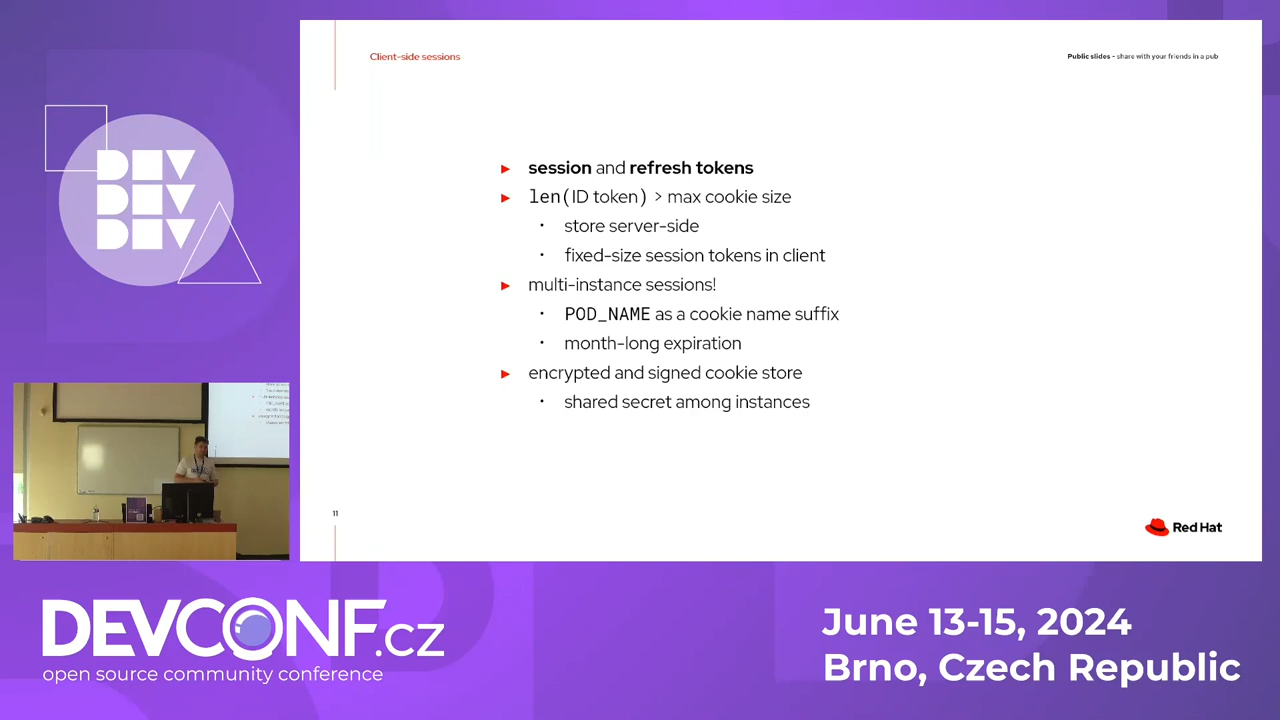 Client-side sessions
Public slides - share with your friends in a pub
DEV
DEV
DEV
session and refresh tokens
len(ID token) > max cookie size
store server-side
fixed-size session tokens in client
multi-instance sessions!
POD_NAME as a cookie name suffix
month-long expiration
encrypted and signed cookie store
shared secret among instances
11
Red Hat
DEVCONF.cz
open source community conference
June 13-15, 2024
Brno, Czech Republic